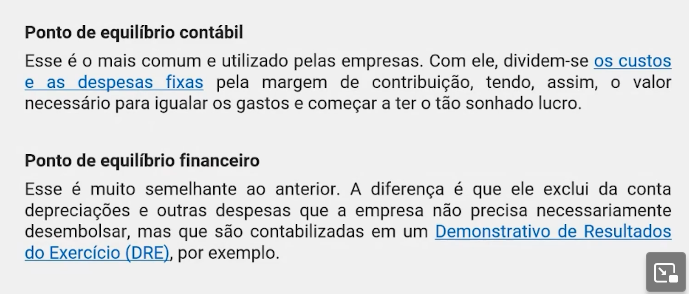 Ponto de equilíbrio contábil
Esse é o mais comum e utilizado pelas empresas. Com ele, dividem-se os custos
e as despesas fixas pela margem de contribuição, tendo, assim, o valor
necessário para igualar os gastos e começar a ter o tão sonhado lucro.
Ponto de equilíbrio financeiro
Esse é muito semelhante ao anterior. A diferença é que ele exclui da conta
depreciações e outras despesas que a empresa não precisa necessariamente
desembolsar, mas que são contabilizadas em um Demonstrativo de Resultados
do Exercício (DRE), por exemplo.